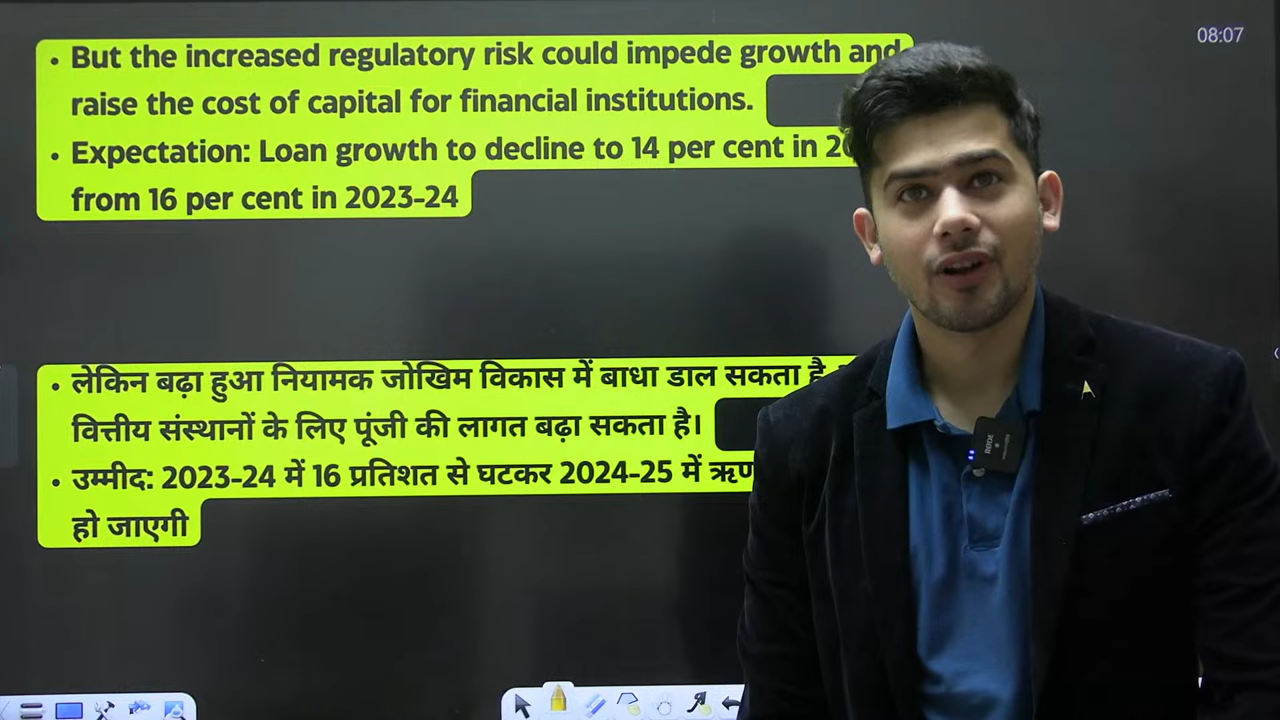 08:07
• But the increased regulatory risk could impede growth and
raise the cost of capital for financial institutions.
• Expectation: Loan growth to decline to 14 per cent in
from 16 per cent in 2023-24
• लेकिन बढ़ा हुआ नियामक जोखिम विकास में बाधा डाल सकता है
वित्तीय संस्थानों के लिए पूंजी की लागत बढ़ा सकता है।
• उम्मीद: 2023-24 में 16 प्रतिशत से घटकर 2024-25 में ऋण
हो जाएगी
RODE